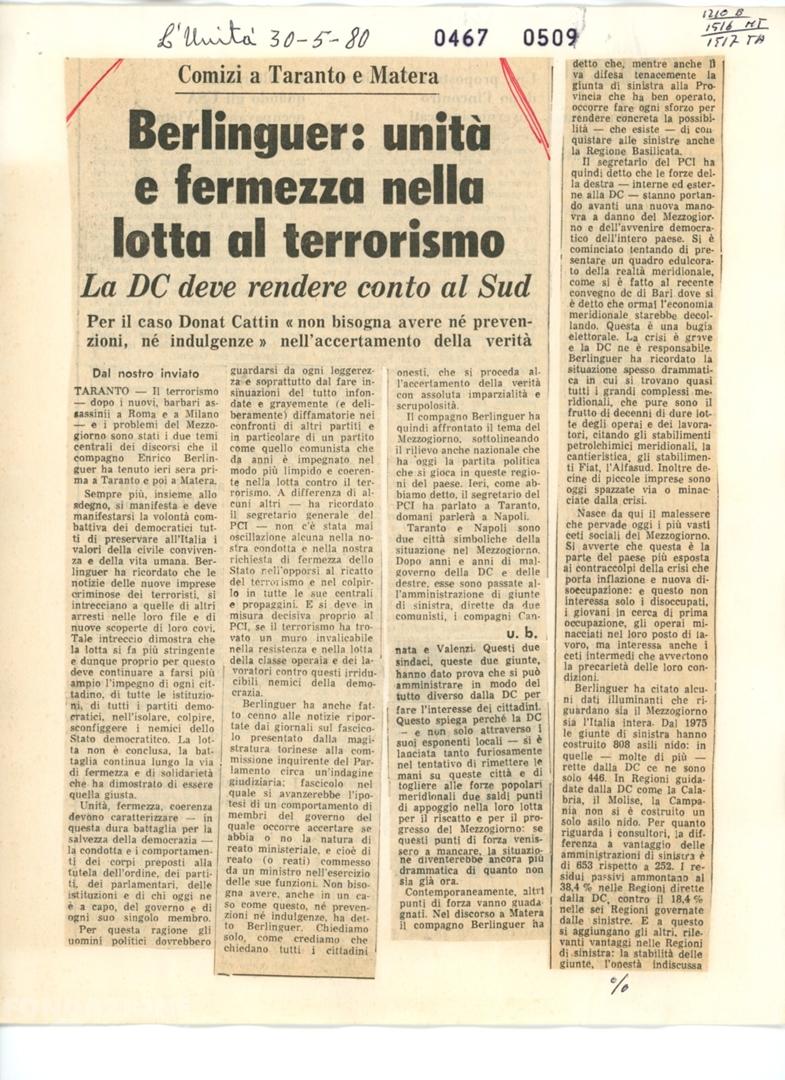 L'Unità 30-5-80
0467 0509
1210 B
1516 MT
1517 TA
Comizi a Taranto e Matera
Berlinguer: unità
e fermezza nella
lotta al terrorismo
La DC deve rendere conto al Sud
Per il caso Donat Cattin « non bisogna avere né preven-
zioni, né indulgenze » nell'accertamento della verità
Dal nostro inviato
TARANTO — Il terrorismo
— dopo i nuovi, barbari as-
sassinii a Roma e a Milano
— e i problemi del Mezzo-
giorno sono stati i due temi
centrali dei discorsi che il
compagno Enrico Berlin-
guer ha tenuto ieri sera pri-
ma a Taranto e poi a Matera.
Sempre più, insieme allo
sdegno, si manifesta e deve
manifestarsi la volontà com-
battiva dei democratici tut-
ti di preservare all'Italia i
valori della civile conviven-
za e della vita umana. Ber-
linguer ha ricordato che le
notizie delle nuove imprese
criminose dei terroristi, si
intrecciano a quelle di altri
arresti nelle loro file e di
nuove scoperte di loro covi.
Tale intreccio dimostra che
la lotta si fa più stringente
e dunque proprio per questo
deve continuare a farsi più
ampio l'impegno di ogni cit-
tadino, di tutte le istituzio-
ni, di tutti i partiti demo-
cratici, nell'isolare, colpire,
sconfiggere i nemici dello
Stato democratitco. La lot-
ta non è conclusa, la bat-
taglia continua lungo la via
di fermezza e di solidarietà
che ha dimostrato di essere
quella giusta.
Unità, fermezza, coerenza
devono caratterizzare — in
questa dura battaglia per la
salvezza della democrazia —
la condotta e i comportamen-
ti dei corpi preposti alla
tutela dell'ordine, dei parti-
ti, dei parlamentari, delle
istituzioni e di chi oggi ne
è a capo, del governo e di
ogni suo singolo membro.
Per questa ragione gli
uomini politici dovrebbero
guardarsi da ogni leggerez-
za e soprattutto dal fare in-
sinuazioni del tutto infon-
date e gravemente (e deli-
beramente) diffamatorie nei
confronti di altri partiti e
in particolare di un partito
come quello comunista che
da anni è impegnato nel
modo più limpido e coeren-
te nella lotta contro il ter-
rorismo. A differenza di al-
cuni altri — ha ricordato
il segretario generale del
PCI — non c'è stata mai
oscillazione alcuna nella no-
stra condotta e nella nostra
richiesta di fermezza dello
Stato nell'opporsi al ricatto
del terrorismo e nel colpir-
lo in tutte le sue centrali
e propaggini. E si deve in
misura decisiva proprio al
PCI, se il terrorismo ha tro-
vato un muro invalicabile
nella resistenza e nella lotta
della classe operaia e dei la-
voratori contro questi irridu-
cibili nemici della demo-
crazia.
Berlinguer ha anche fat-
to cenno alle notizie riporta-
te dai giornali sul fascico-
lo presentato dalla magi-
stratura torinese alla com-
missione inquirente del Par-
lamento circa un'indagine
giudiziaria; fascicolo nel
quale si avanzerebbe l'ipo-
tesi di un comportamento di
membri del governo del
quale occorre accertare se
abbia o no la natura di
reato ministeriale, e cioè di
reato (o reati) commesso
da un ministro nell'esercizio
delle sue funzioni. Non biso-
gna avere, anche in un ca-
so come questo, né preven-
zioni né indulgenze, ha det-
to Berlinguer. Chiediamo
solo, come crediamo che
chiedano tutti i cittadini
onesti, che si proceda al-
l'accertamento della verità
con assoluta imparzialità e
scrupolosità.
Il compagno Berlinguer ha
quindi affrontato il tema del
Mezzogiorno, sottolineando
il rilievo anche nazionale che
ha oggi la partita politica
che si gioca in queste regio-
ni del paese. Ieri, come ab-
biamo detto, il segretario del
PCI ha parlato a Taranto,
domani parlerà a Napoli.
Taranto e Napoli sono
due città simboliche della
situazione nel Mezzogiorno.
Dopo anni e anni di mal-
governo della DC e delle
destre, esse sono passate al-
l'amministrazione di giunte
di sinistra, dirette da due
comunisti, i compagni Can-
u. b.
nata e Valenzi. Questi due
sindaci, queste due giunte,
hanno dato prova che si può
amministrare in modo del
tutto diverso dalla DC per
fare l'interesse dei cittadini.
Questo spiega perché la DC
— e non solo attraverso i
suoi esponenti locali — si è
lanciata tanto furiosamente
nel tentativo di rimettere le
mani su queste città e di
togliere alle forze popolari
meridionali due saldi punti
di appoggio nella loro lotta
per il riscatto e per il pro-
gresso del Mezzogiorno: se
questi punti di forza venis-
sero a mancare, la situazio-
ne diventerebbe ancora più
drammatica di quanto non
sia già ora.
Contemporaneamente, altri
punti di forza vanno guada-
gnati. Nel discorso a Matera
il compagno Berlinguer ha
detto che, mentre anche lì
va difesa tenacemente la
giunta di sinistra alla Pro-
vincia che ha ben operato,
occorre fare ogni sforzo per
rendere concreta la possibi-
lità — che esiste — di con-
quistare alle sinistre anche
la Regione Basilicata.
Il segretario del PCI ha
quindi detto che le forze del-
la destra — interne ed ester-
ne alla DC — stanno portan-
do avanti una nuova mano-
vra a danno del Mezzogior-
no e dell'avvenire democra-
tico dell'intero paese. Si è
cominciato tentando di pre-
sentare un quadro edulcora-
to della realtà meridionale,
come si è fatto al recente
convegno dc di Bari dove si
è detto che ormai l'economia
meridionale starebbe decol-
lando. Questa è una bugia
elettorale. La crisi è grave
e la DC ne è responsabile.
Berlinguer ha ricordato la
situazione spesso drammati-
ca in cui si trovano quasi
tutti i grandi complessi me-
ridionali, che pure sono il
frutto di decenni di dure lotte
degli operai e dei lavora-
tori, citando gli stabilimenti
petrolchimici meridionali, la
cantieristica, gli stabilimen-
ti Fiat, l'Alfasud. Inoltre de-
cine di piccole imprese sono
oggi spazzate via o minac-
ciate dalla crisi.
Nasce da qui il malessere
che pervade oggi i più vasti
ceti sociali del Mezzogiorno.
Si avverte che questa è la
parte del paese più esposta
ai contraccolpi della crisi che
porta inflazione e nuova di-
soccupazione: e questo non
interessa solo i disoccupati,
i giovani in cerca di prima
occupazione, gli operai mi-
nacciati nel loro posto di la-
voro, ma interessa anche i
ceti intermedi che avvertono
la precarietà delle loro con-
dizioni.
Berlinguer ha citato alcu-
ni dati illuminanti che ri-
guardano sia il Mezzogiorno
sia l'Italia intera. Dal 1975
le giunte di sinistra hanno
costruito 808 asili nido: in
quelle — molte di più —
rette dalla DC ce ne sono
solo 446. In Regioni guida-
date dalla DC come la Cala-
bria, il Molise, la Campa-
nia non si è costruito un
solo asilo nido. Per quanto
riguarda i consultori, la dif-
ferenza a vantaggio delle
amministrazioni di sinistra è
di 653 rispetto a 252. I re-
sidui passivi ammontano al
38,4 % nelle Regioni dirette
dalla DC, contro il 18,4 %
nelle sei Regioni governate
dalle sinistre. E a questo
si aggiungano gli altri, rile-
vanti vantaggi nelle Regioni
di sinistra: la stabilità delle
giunte, l'onestà indiscussa
%